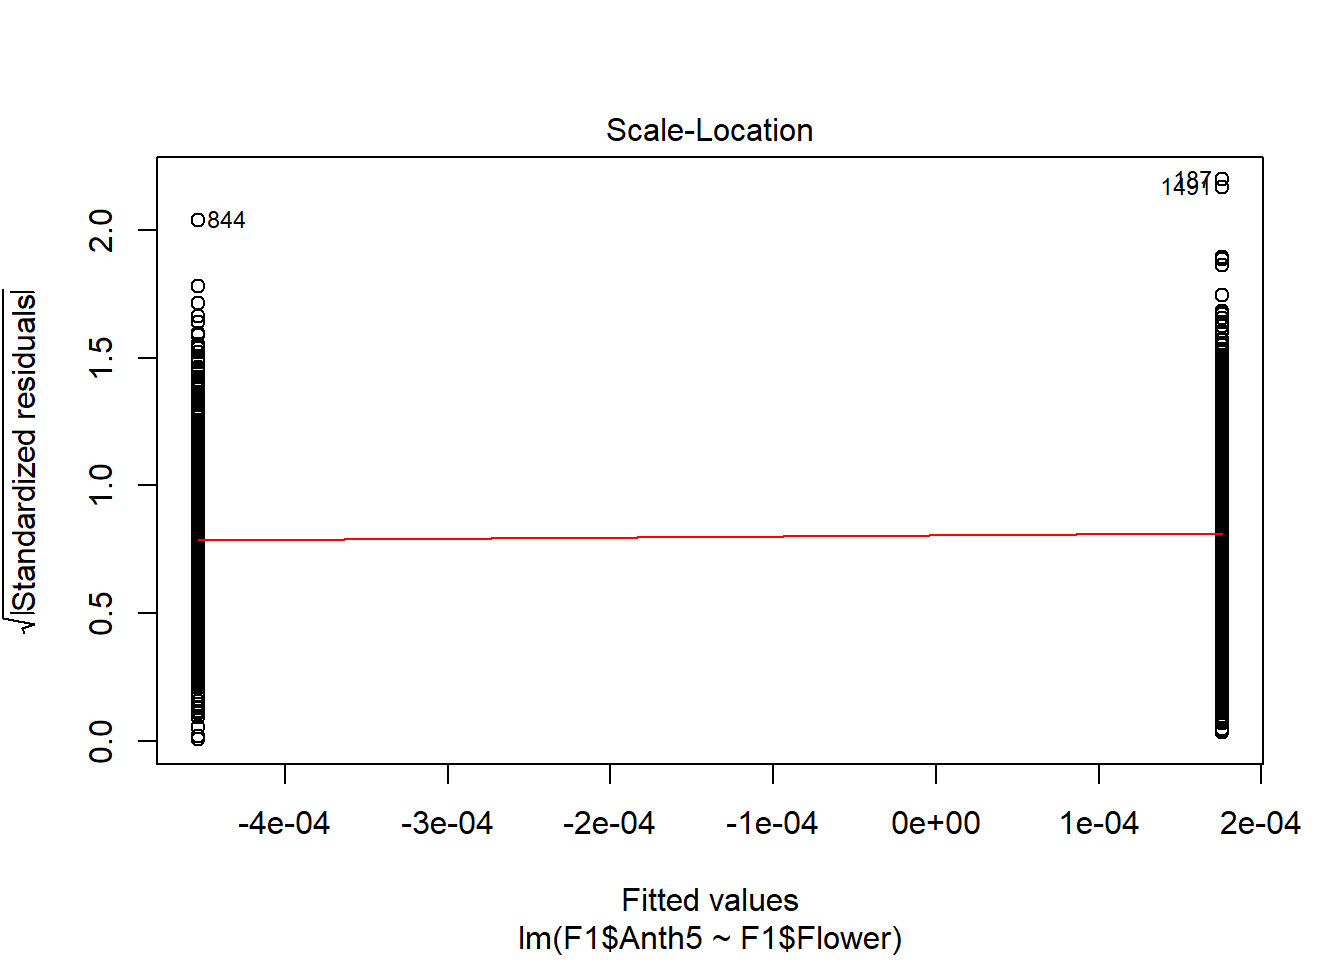 Scale-Location
187
1491
844
2.0
1.5
1.0
0.5
0.0
√|Standardized residuals|
-4e-04 -3e-04 -2e-04 -1e-04 0e+00 1e-04 2e-04
Fitted values
lm(F1$Anth5 ~ F1$Flower)